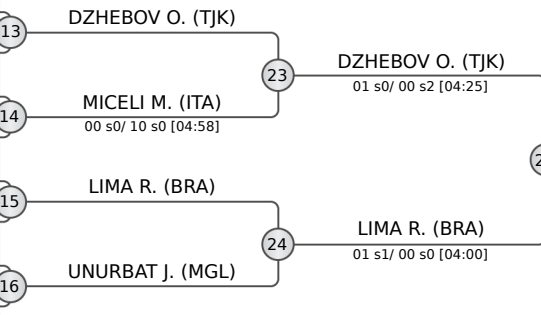 DZHEBOV O. (TJK)
13
DZHEBOV O. (TJK)
23
01 s0/ 00 s2 [04:25]
MICELI M. (ITA)
14
00 s0/ 10 s0 [04:58]
LIMA R. (BRA)
15
LIMA R. (BRA)
24
01 s1/ 00 s0 [04:00]
UNURBAT J. (MGL)
16